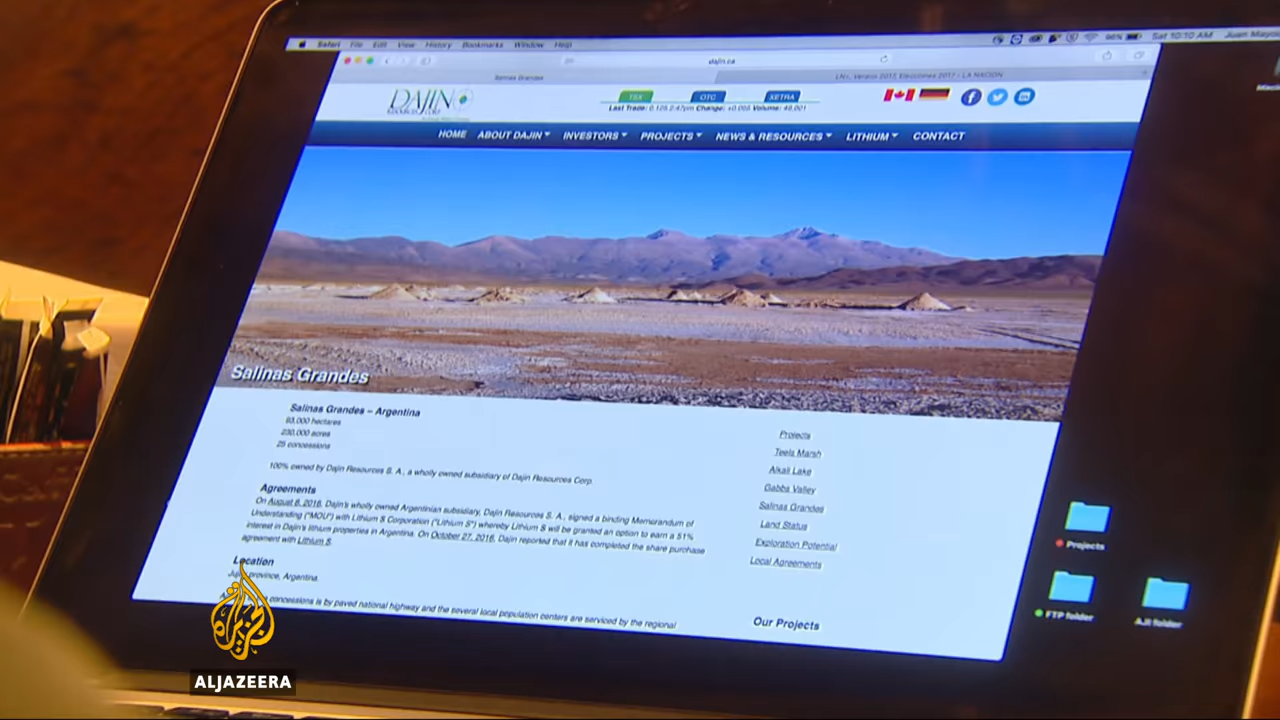 Safari File Edit View History Bookmarks Window Help
Sat 10:10 AM
dajin.ca
Salinas Grandes
LN+, Verano 2017, Elecciones 2017 - LA NACION
DAJIN
RESOURCES CORP
TSX OTC XETRA
HOME ABOUT DAJIN INVESTORS PROJECTS NEWS & RESOURCES LITHIUM CONTACT
Salinas Grandes
Salinas Grandes – Argentina
93,000 hectares
230,000 acres
25 concessions
100% owned by Dajin Resources S. A., a wholly owned subsidiary of Dajin Resources Corp.
Agreements
On August 8, 2016, Dajin's wholly owned Argentinian subsidiary, Dajin Resources S. A., signed a binding Memorandum of
Understanding ("MOU") with Lithium S Corporation ("Lithium S") whereby Lithium S will be granted an option to earn a 51%
interest in Dajin's lithium properties in Argentina. On October 27, 2016, Dajin reported that it has completed the share purchase
agreement with Lithium S.
Location
province, Argentina.
concessions is by paved national highway and the several local population centers are serviced by the regional
Projects
Teels Marsh
Alkali Lake
Gabbs Valley
Salinas Grandes
Land Status
Exploration Potential
Local Agreements
Our Projects
Projects
FTP folder
AJI folder
الجزيرة
ALJAZEERA